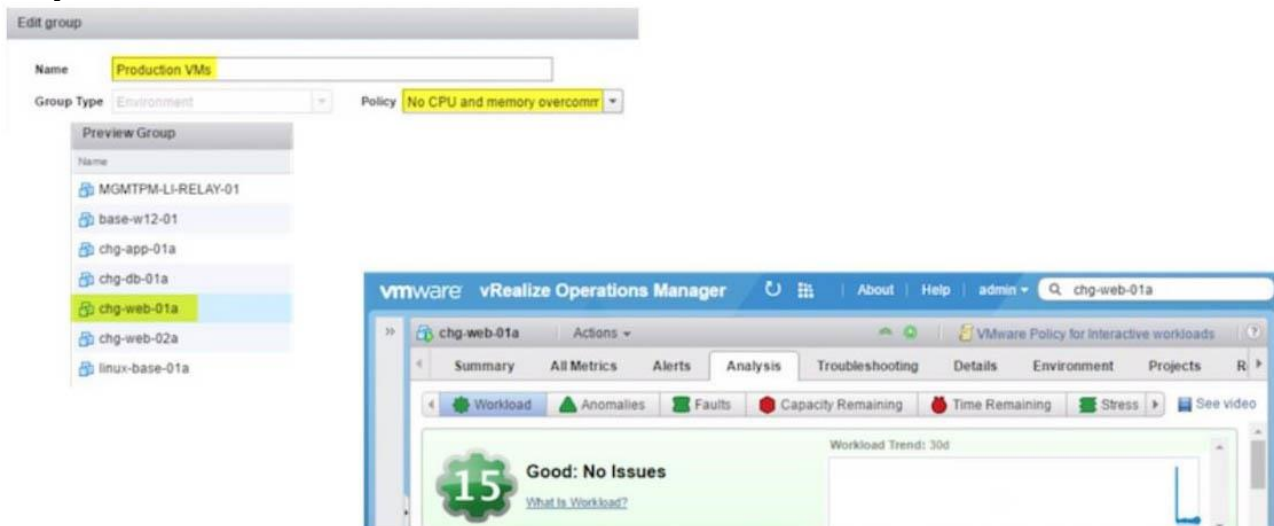 Edit group
Name Production VMs
Group Type Environment Policy No CPU and memory overcomm
Preview Group
Name
MGMTPM-LI-RELAY-01
base-w12-01
chg-app-01a
chg-db-01a
chg-web-01a
chg-web-02a
linux-base-01a
vmware vRealize Operations Manager About Help admin chg-web-01a
chg-web-01a Actions VMware Policy for Interactive workloads ?
Summary All Metrics Alerts Analysis Troubleshooting Details Environment Projects R
Workload Anomalies Faults Capacity Remaining Time Remaining Stress See video
Workload Trend: 30d
15 Good: No Issues
What Is Workload?